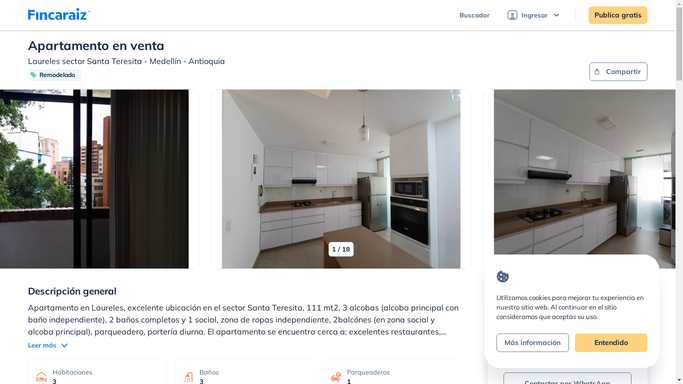 Fincaraiz
Buscador
Ingresar
Publica gratis
Apartamento en venta
Laureles sector Santa Teresita - Medellín - Antioquia
Remodelado
Compartir
1 / 18
Descripción general
Apartamento en Laureles, excelente ubicación en el sector Santa Teresita, 111 mt2, 3 alcobas (alcoba principal con
baño independiente), 2 baños completos y 1 social, zona de ropas independiente, 2balcónes (en zona social y
alcoba principal), parqueadero, portería diurna. El apartamento se encuentra cerca a: excelentes restaurantes,...
Leer más
Habitaciones
3
Baños
3
Parqueaderos
1
Utilizamos cookies para mejorar tu experiencia en
nuestro sitio web. Al continuar en el sitio
consideramos que aceptas su uso.
Más información
Entendido
Contactar por WhatsApp